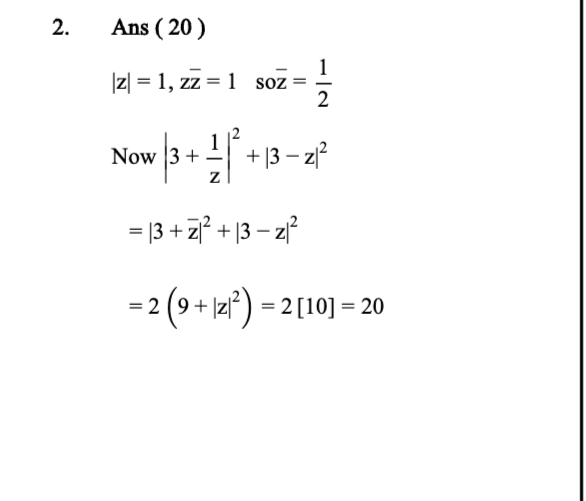 2. Ans ( 20 )
|z| = 1, zz̅ = 1 soz̅ = 1/2
Now |3 + 1/z|² + |3 – z|²
= |3 + z̅|² + |3 – z|²
= 2 (9 + |z|²) = 2 [10] = 20